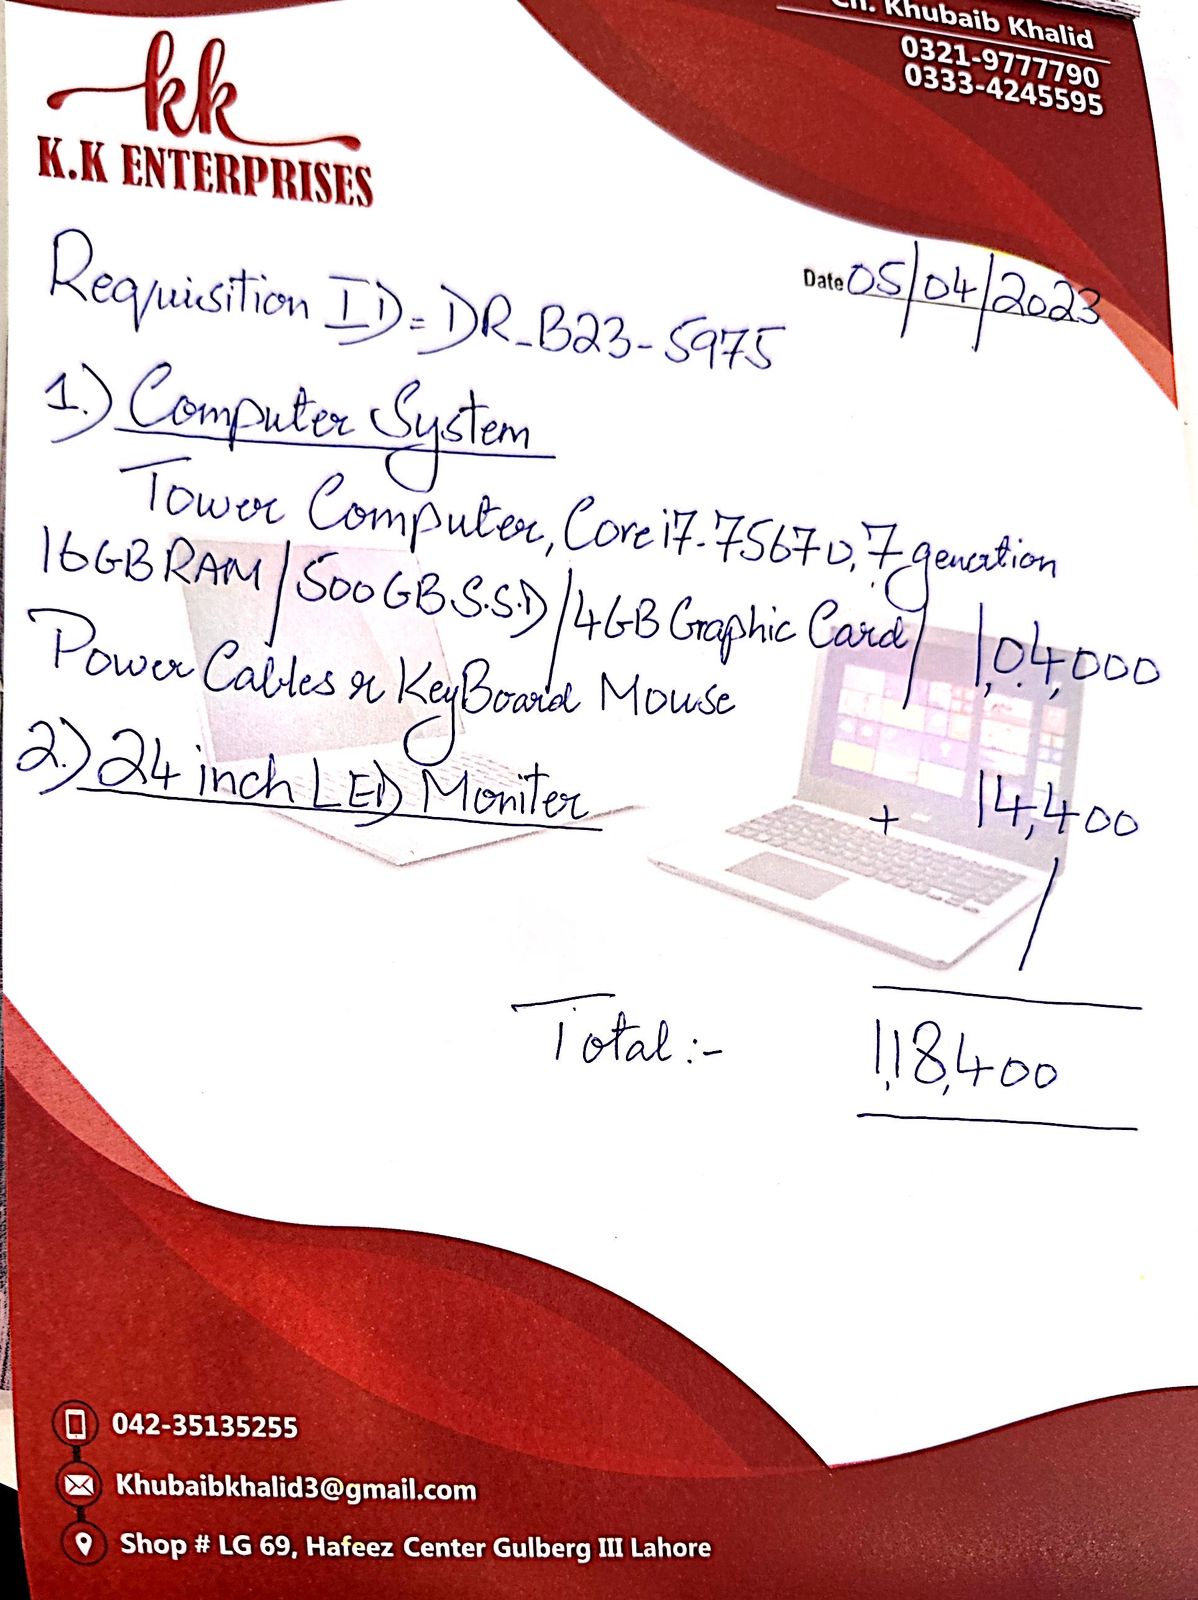 Ch. Khubaib Khalid
0321-9777790
0333-4245595
kk
K.K ENTERPRISES
Date 05/04/2023
Requisition ID = DR_B23-5975
1.) Computer System
Tower Computer, Core i7-7567U, 7 genration
16GB RAM / 500GB S.S.D / 4GB Graphic Card / 1,04,000
Power Cables & KeyBoard Mouse
2.) 24 inch LED Moniter + 14,400
Total :- 1,18,400
042-35135255
Khubaibkhalid3@gmail.com
Shop # LG 69, Hafeez Center Gulberg III Lahore